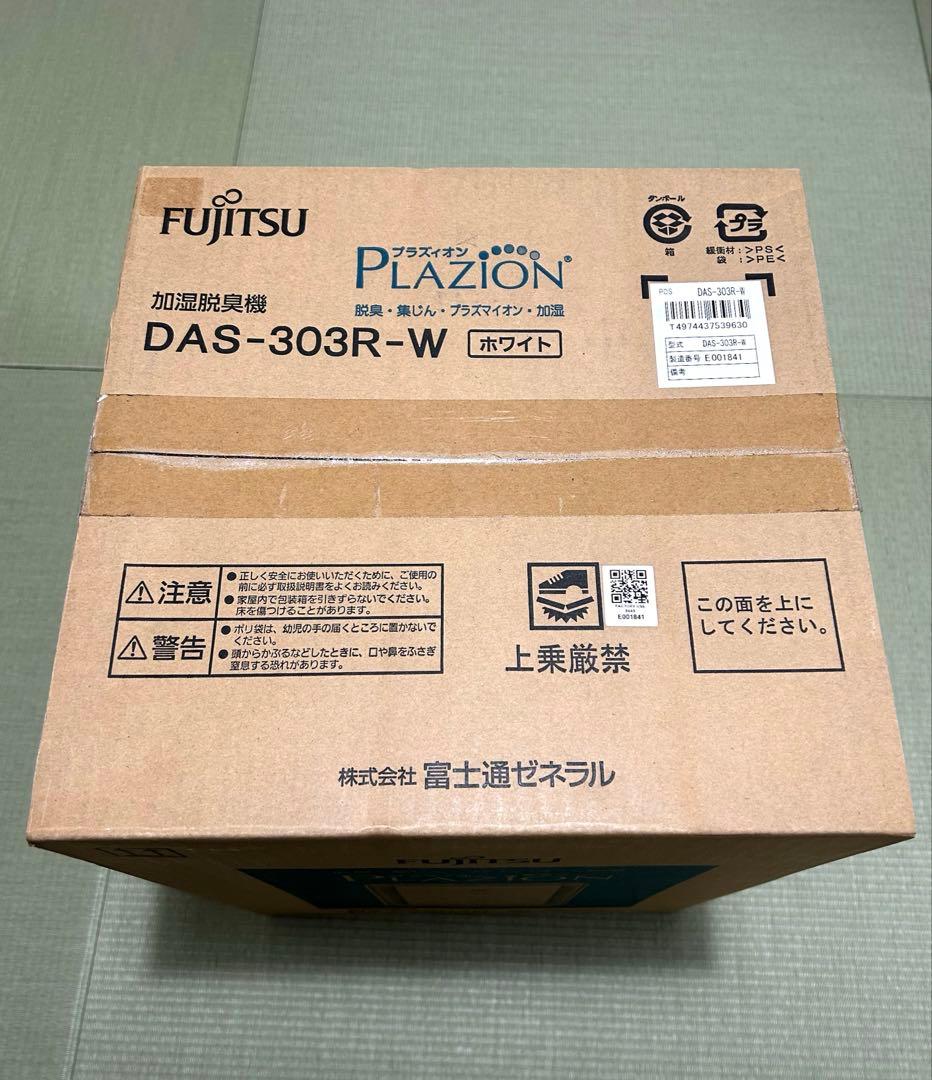 FUJITSU
プラズィオン
PLAZION®
脱臭・集じん・プラズマイオン・加湿
加湿脱臭機
DAS-303R-W ホワイト
ダンボール
箱
プラ
緩衝材:>PS<
袋 :>PE<
POS DAS-303R-W
T4974437539630
型式 DAS-303R-W
製造番号 E001841
備考
注意
●正しく安全にお使いいただくために、ご使用の
前に必ず取扱説明書をよくお読みください。
●家屋内で包装箱を引きずらないでください。
床を傷つけることがあります。
警告
●ポリ袋は、幼児の手の届くところに置かないで
ください。
●頭からかぶるなどしたときに、口や鼻をふさぎ
窒息する恐れがあります。
上乗厳禁
FACTORY USE
E001841
この面を上に
してください。
株式会社 富士通ゼネラル
FUJITSU
PLAZION